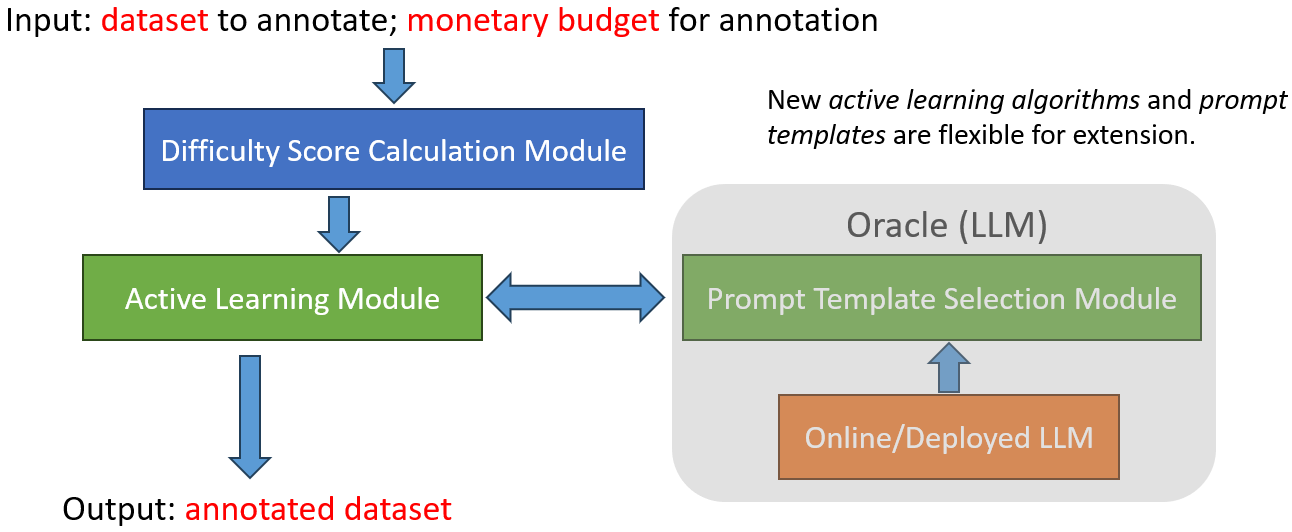 Input: dataset to annotate; monetary budget for annotation
New active learning algorithms and prompt
templates are flexible for extension.
Difficulty Score Calculation Module
Oracle (LLM)
Active Learning Module
Prompt Template Selection Module
Online/Deployed LLM
Output: annotated dataset